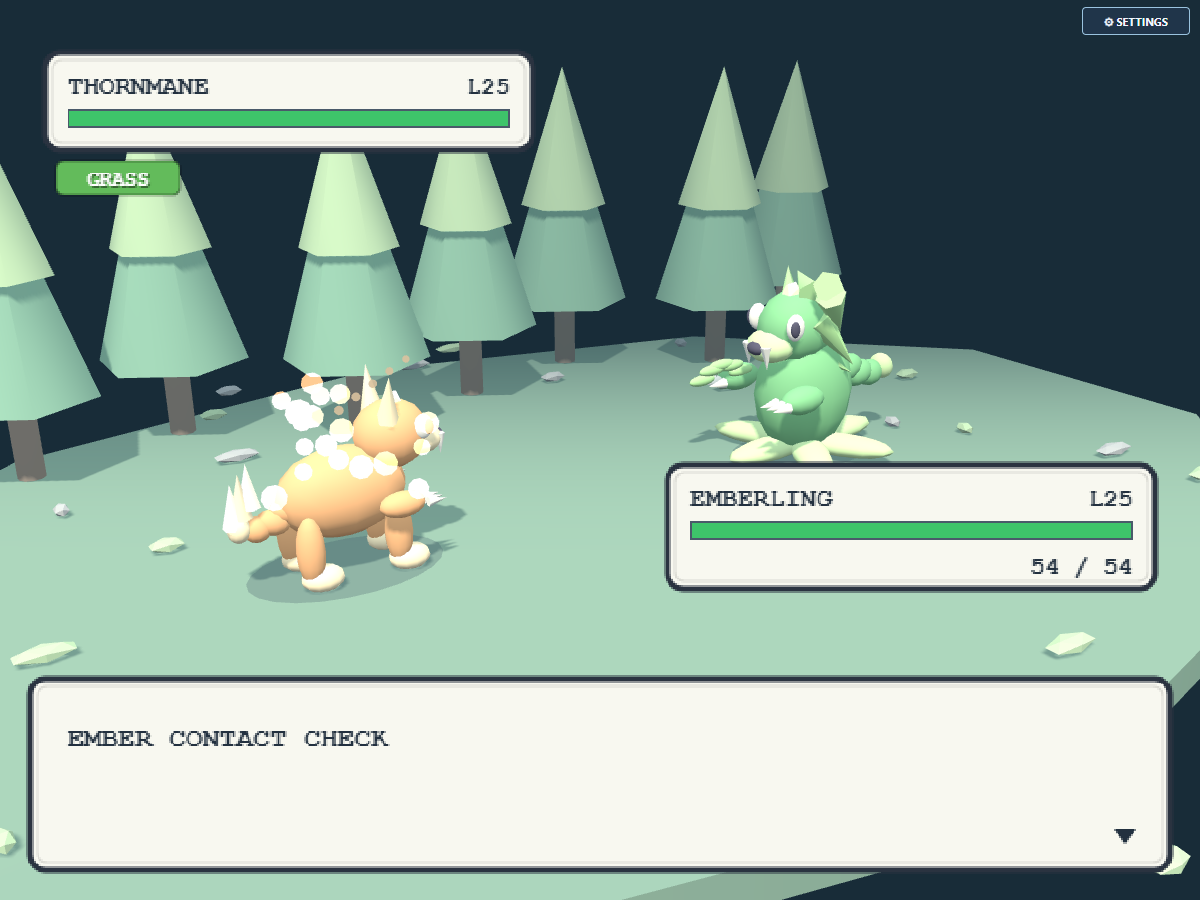 ⚙ SETTINGS
THORNMANE L25
GRASS
EMBERLING L25
54 / 54
EMBER CONTACT CHECK